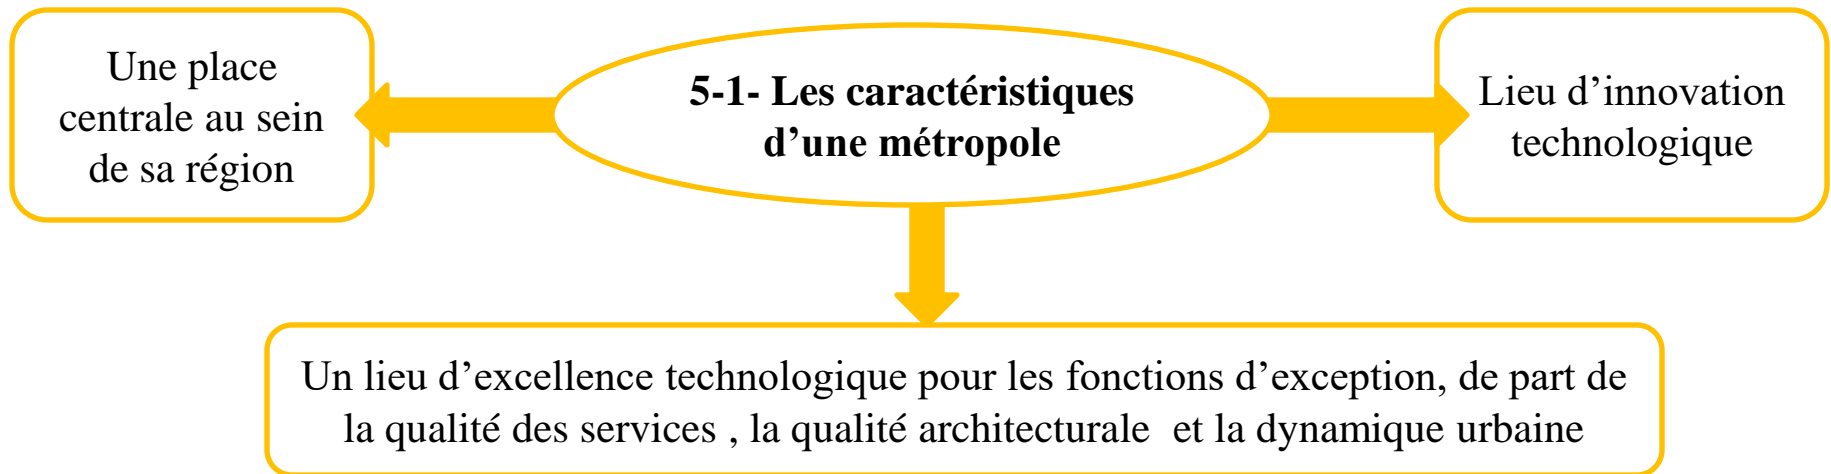 Une place
centrale au sein
de sa région
5-1- Les caractéristiques
d’une métropole
Lieu d’innovation
technologique
Un lieu d’excellence technologique pour les fonctions d’exception, de part de
la qualité des services , la qualité architecturale  et la dynamique urbaine